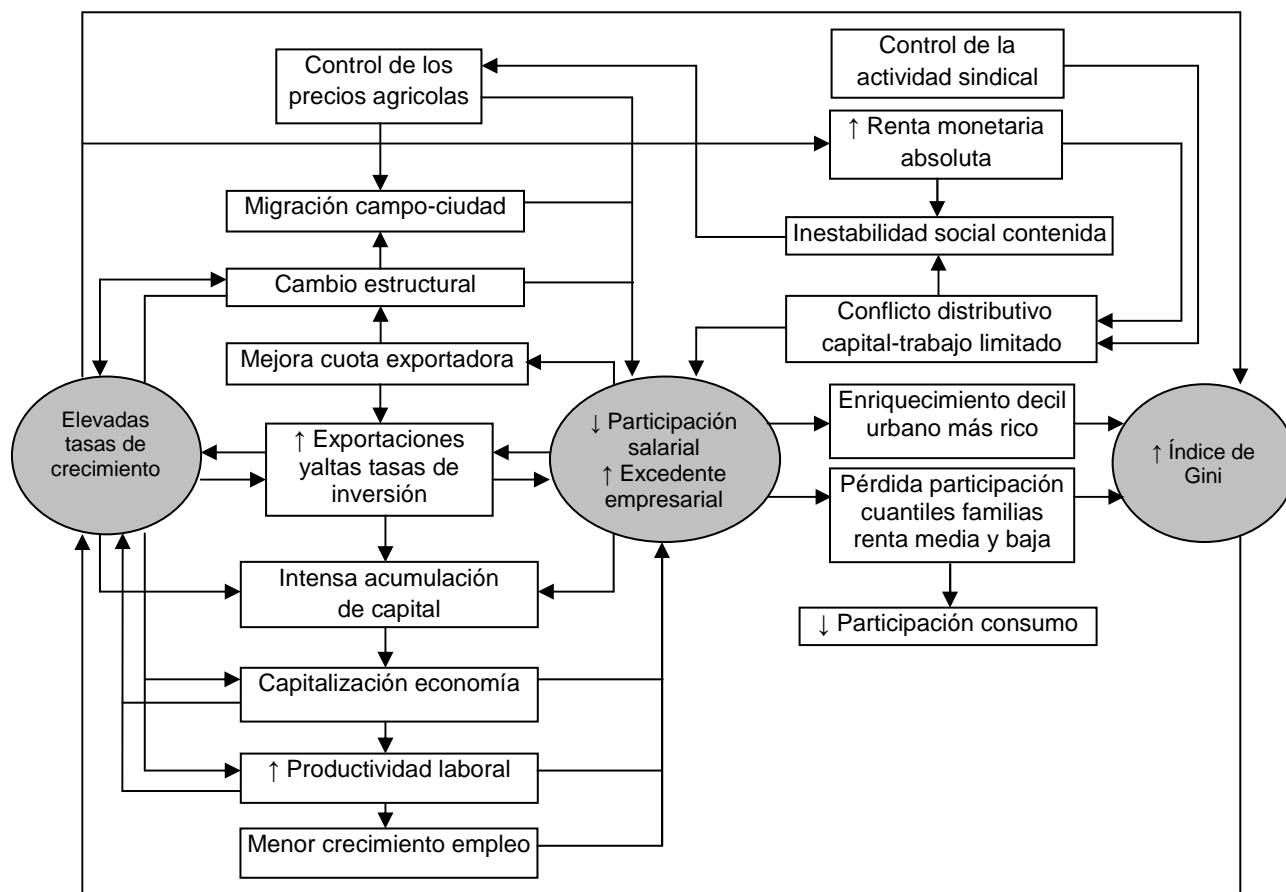 Control de los
precios agricolas
Control de la
actividad sindical
↑ Renta monetaria
absoluta
Migración campo-ciudad
Inestabilidad social contenida
Cambio estructural
Conflicto distributivo
capital-trabajo limitado
Mejora cuota exportadora
Elevadas
tasas de
crecimiento
↑ Exportaciones
yaltas tasas de
inversión
↓ Participación
salarial
↑ Excedente
empresarial
Enriquecimiento decil
urbano más rico
Pérdida participación
cuantiles familias
renta media y baja
↑ Índice de
Gini
Intensa acumulación
de capital
↓ Participación consumo
Capitalización economía
↑ Productividad laboral
Menor crecimiento empleo